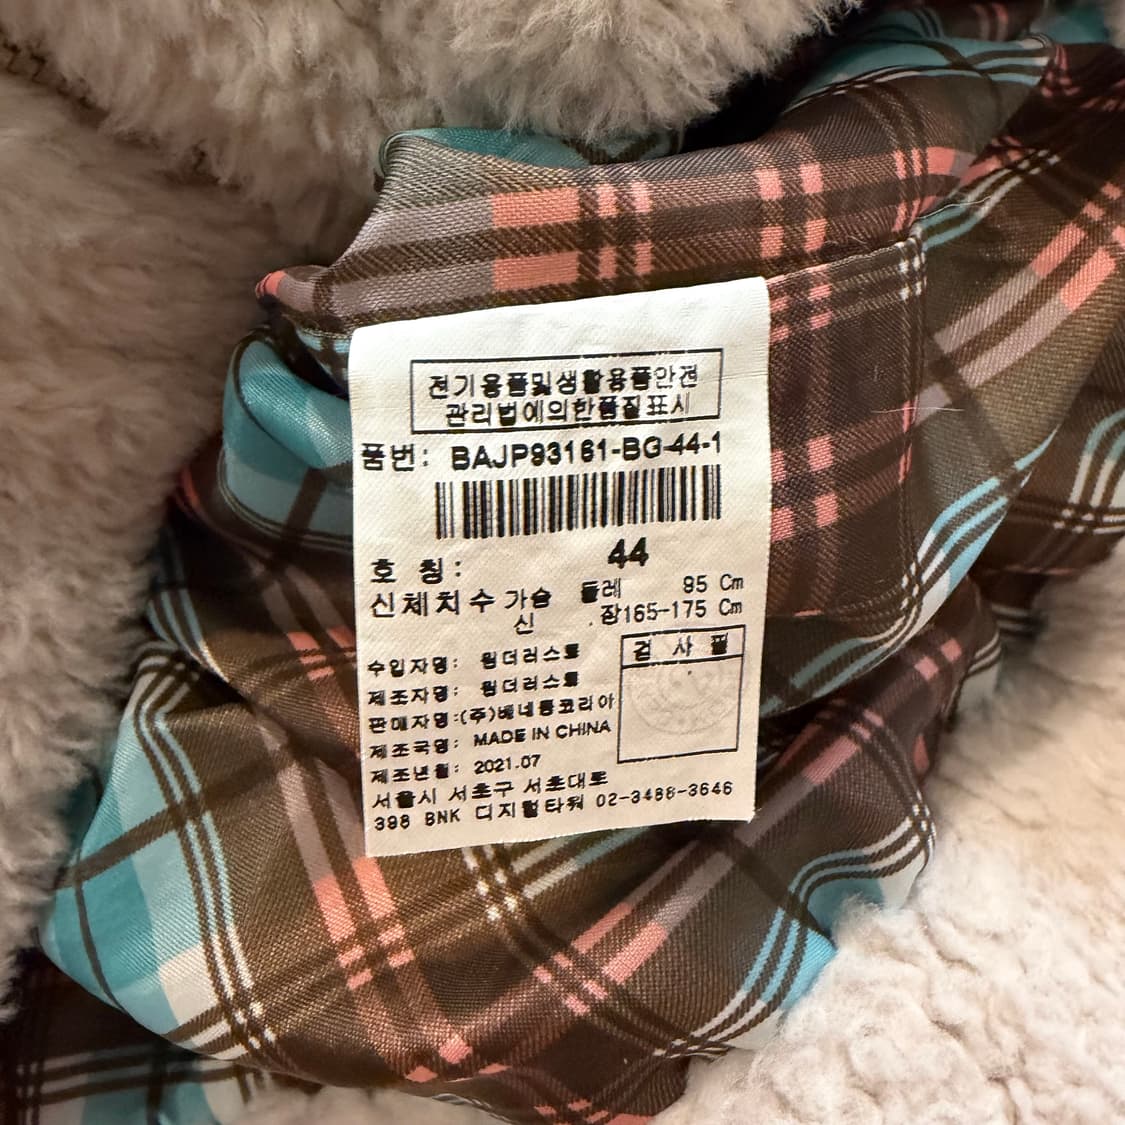 전기용품및생활용품안전
관리법에의한품질표시
품번: BAJP93161-BG-44-1
호 칭: 44
신체치수 가슴 둘레 85 Cm
신 장165-175 Cm
검 사 필
수입자명: 원더러스트
제조자명: 원더러스트
판매자명:(주)베네통코리아
제조국명: MADE IN CHINA
제조년월: 2021.07
서울시 서초구 서초대로
398 BNK 디지털타워 02-3488-3646